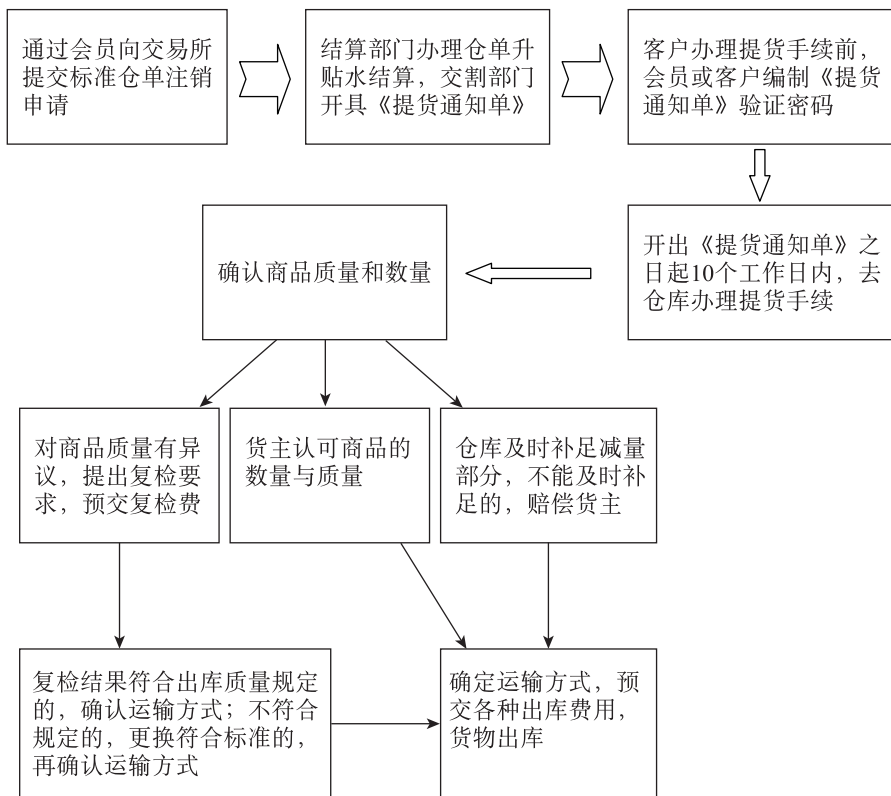 通过会员向交易所
提交标准仓单注销
申请
结算部门办理仓单升
贴水结算，交割部门
开具《提货通知单》
客户办理提货手续前，
会员或客户编制《提货
通知单》验证密码
开出《提货通知单》之
日起10个工作日内，去
仓库办理提货手续
确认商品质量和数量
对商品质量有异
议，提出复检要
求，预交复检费
货主认可商品的
数量与质量
仓库及时补足减量
部分，不能及时补
足的，赔偿货主
复检结果符合出库质量规定
的，确认运输方式；不符合
规定的，更换符合标准的，
再确认运输方式
确定运输方式，预
交各种出库费用，
货物出库